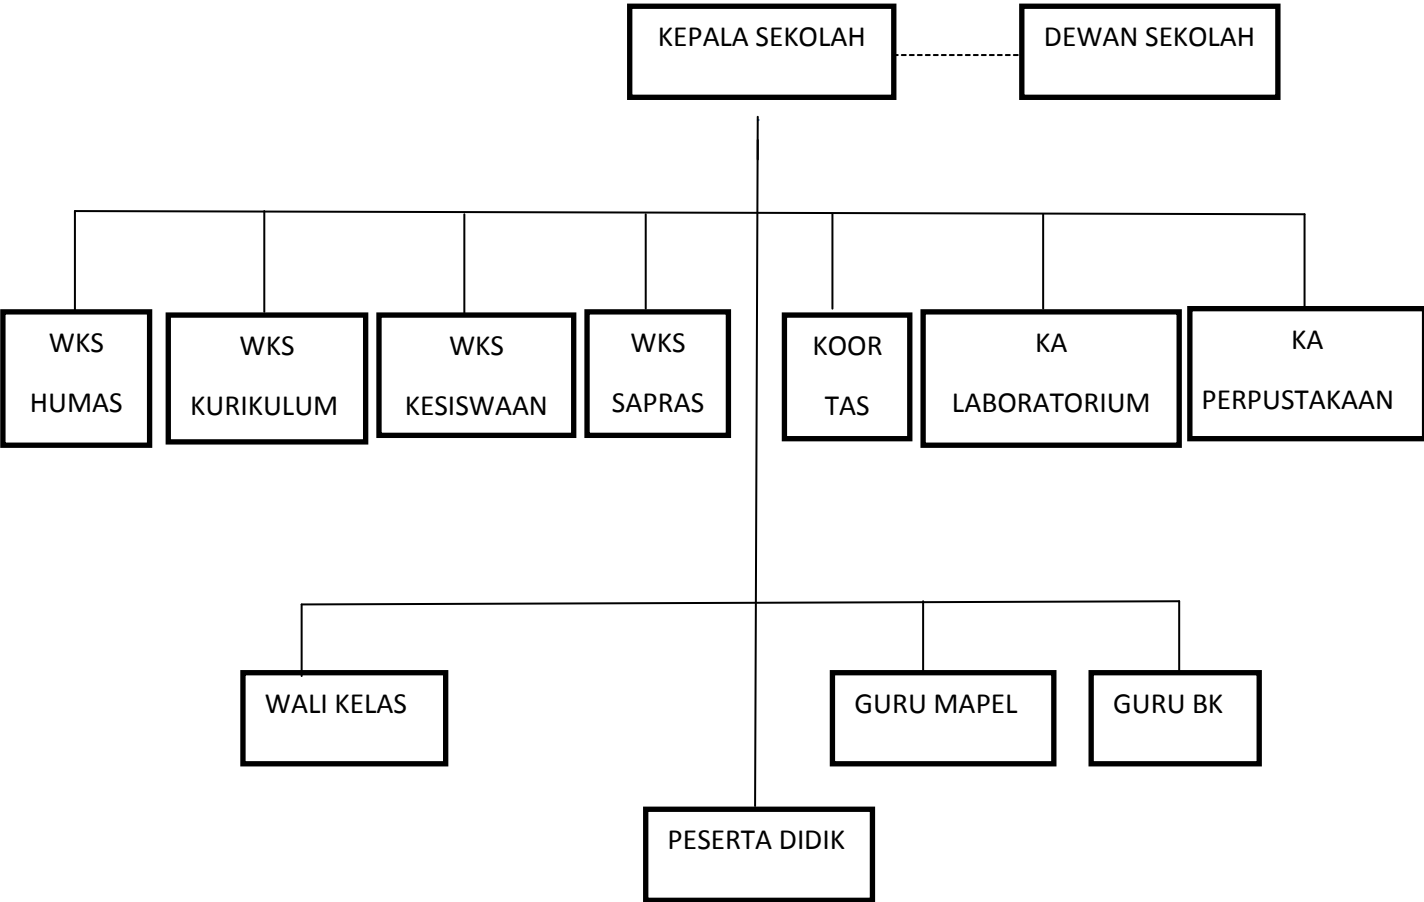 KEPALA SEKOLAH
DEWAN SEKOLAH
WKS
HUMAS
WKS
KURIKULUM
WKS
KESISWAAN
WKS
SAPRAS
KOOR
TAS
KA
LABORATORIUM
KA
PERPUSTAKAAN
WALI KELAS
GURU MAPEL
GURU BK
PESERTA DIDIK